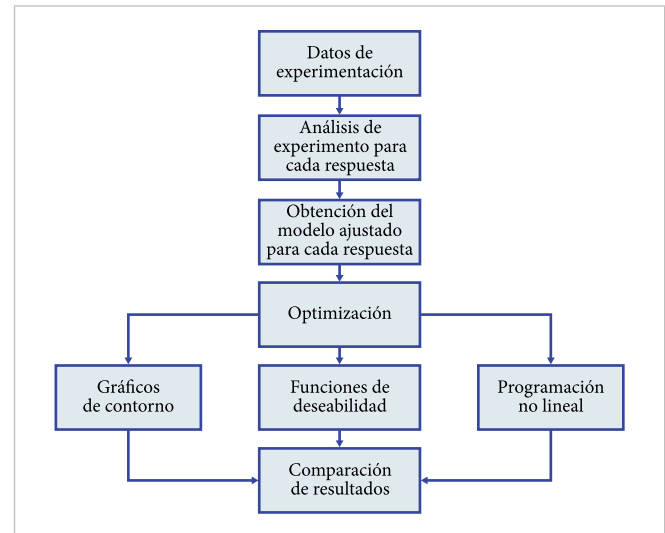 Datos de
experimentación
Análisis de
experimento para
cada respuesta
Obtención del
modelo ajustado
para cada respuesta
Optimización
Gráficos
de contorno
Funciones de
deseabilidad
Programación
no lineal
Comparación
de resultados